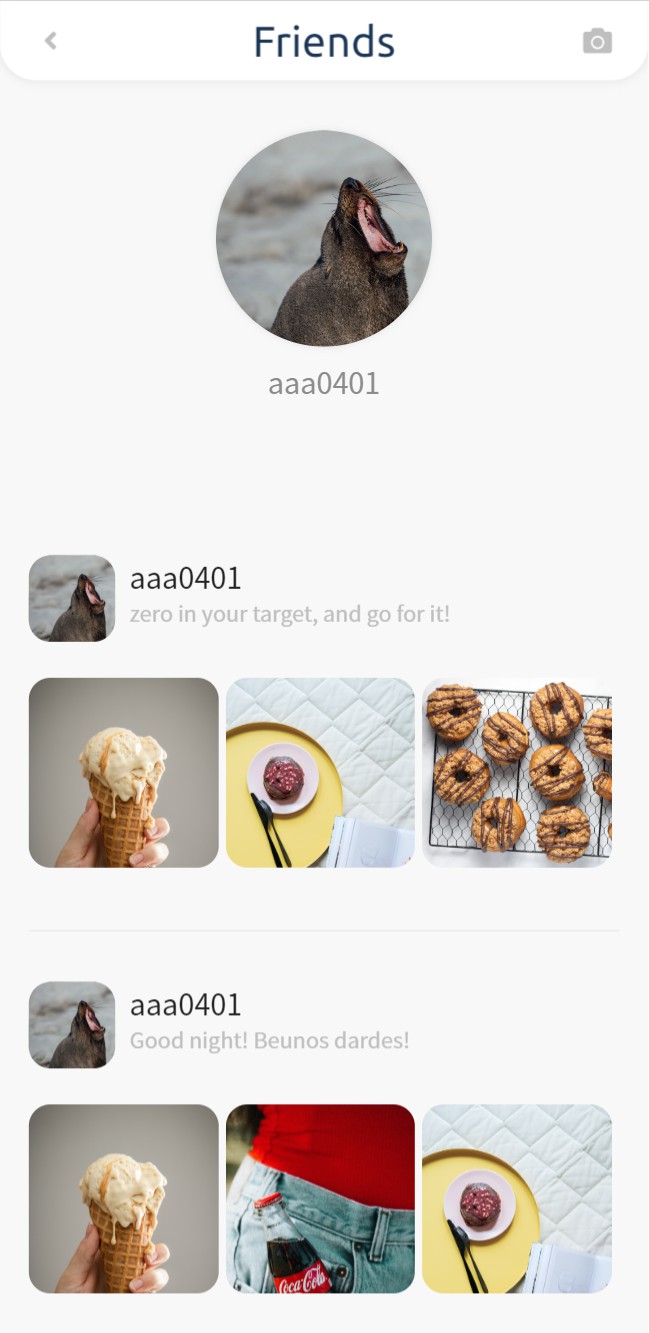 Friends
aaa0401
aaa0401
zero in your target, and go for it!
aaa0401
Good night! Beunos dardes!
Coca-Cola